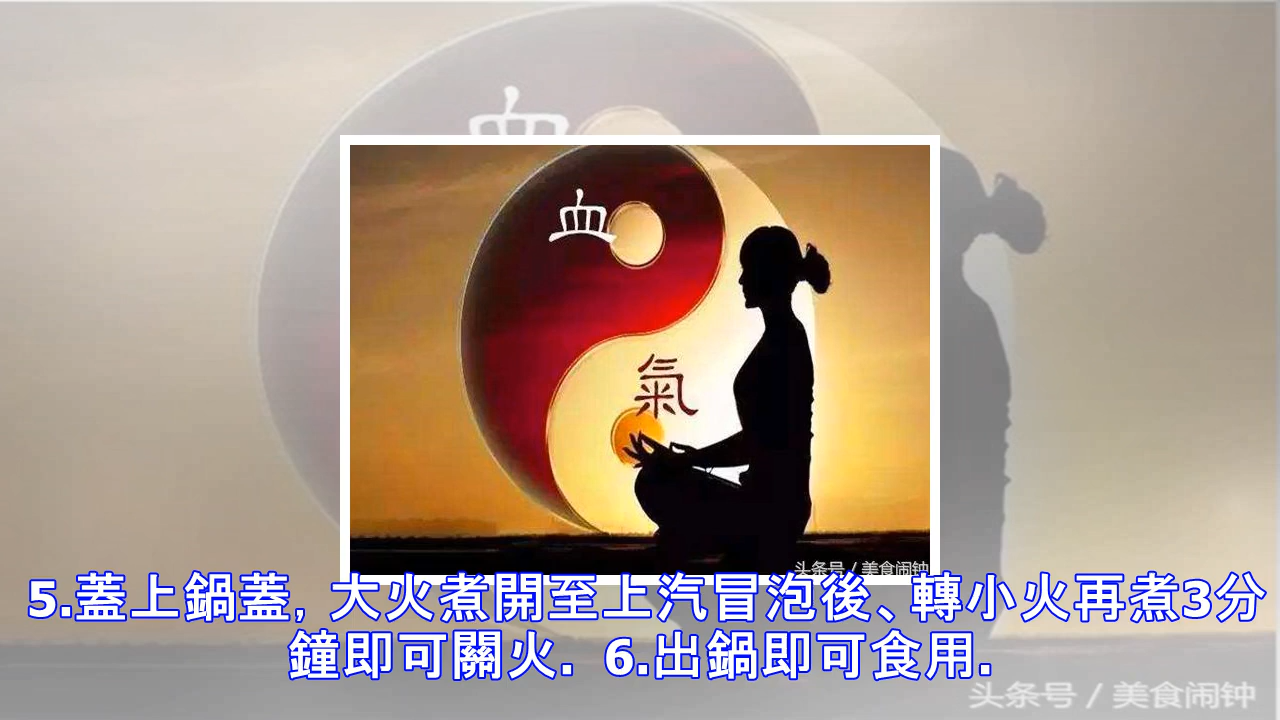 血
血
氣
头条号 / 美食闹钟
5.蓋上鍋蓋, 大火煮開至上汽冒泡後、轉小火再煮3分
鐘即可關火. 6.出鍋即可食用.
头条号 / 美食闹钟